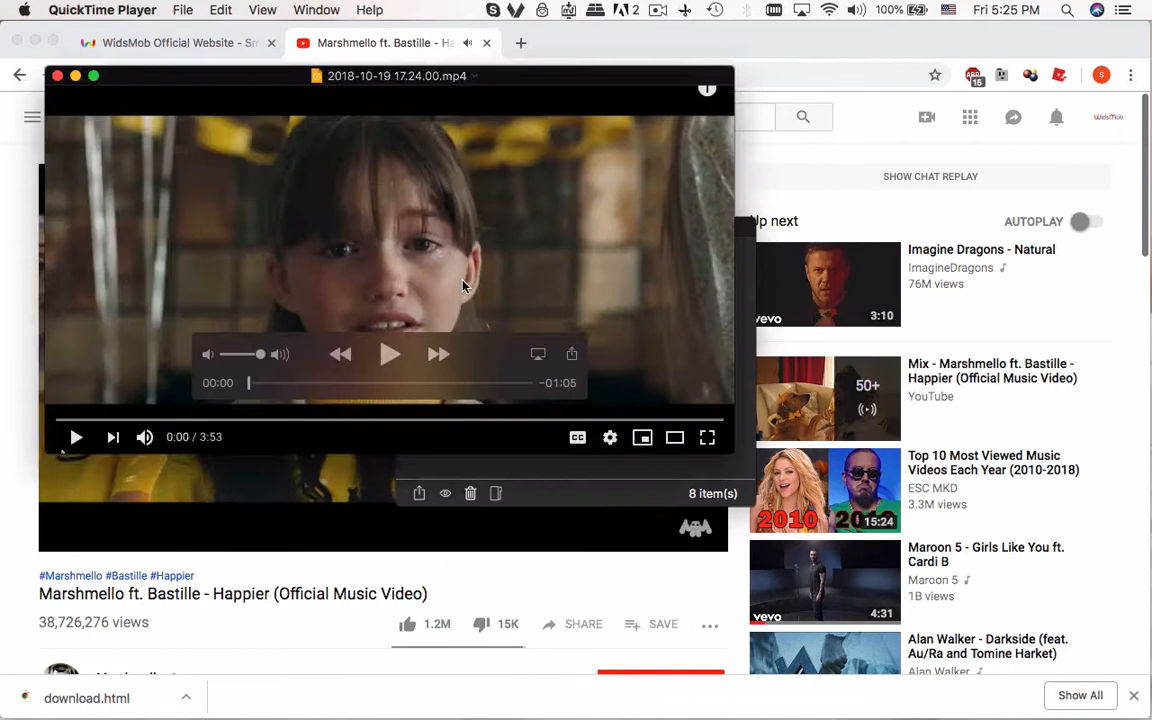 QuickTime Player File Edit View Window Help 2 100% Fri 5:25 PM
WidsMob Official Website - Sm
Marshmello ft. Bastille - Ha
2018-10-19 17.24.00.mp4
15
S
WidsMob
SHOW CHAT REPLAY
Up next
AUTOPLAY
Imagine Dragons - Natural
ImagineDragons
76M views
vevo
3:10
Mix - Marshmello ft. Bastille -
Happier (Official Music Video)
YouTube
50+
Top 10 Most Viewed Music
Videos Each Year (2010-2018)
ESC MKD
3.3M views
2010
15:24
Maroon 5 - Girls Like You ft.
Cardi B
Maroon 5
1B views
vevo
4:31
Alan Walker - Darkside (feat.
Au/Ra and Tomine Harket)
Alan Walker
00:00
-01:05
0:00 / 3:53
CC
8 item(s)
#Marshmello #Bastille #Happier
Marshmello ft. Bastille - Happier (Official Music Video)
38,726,276 views
1.2M
15K
SHARE
SAVE
download.html
Show All